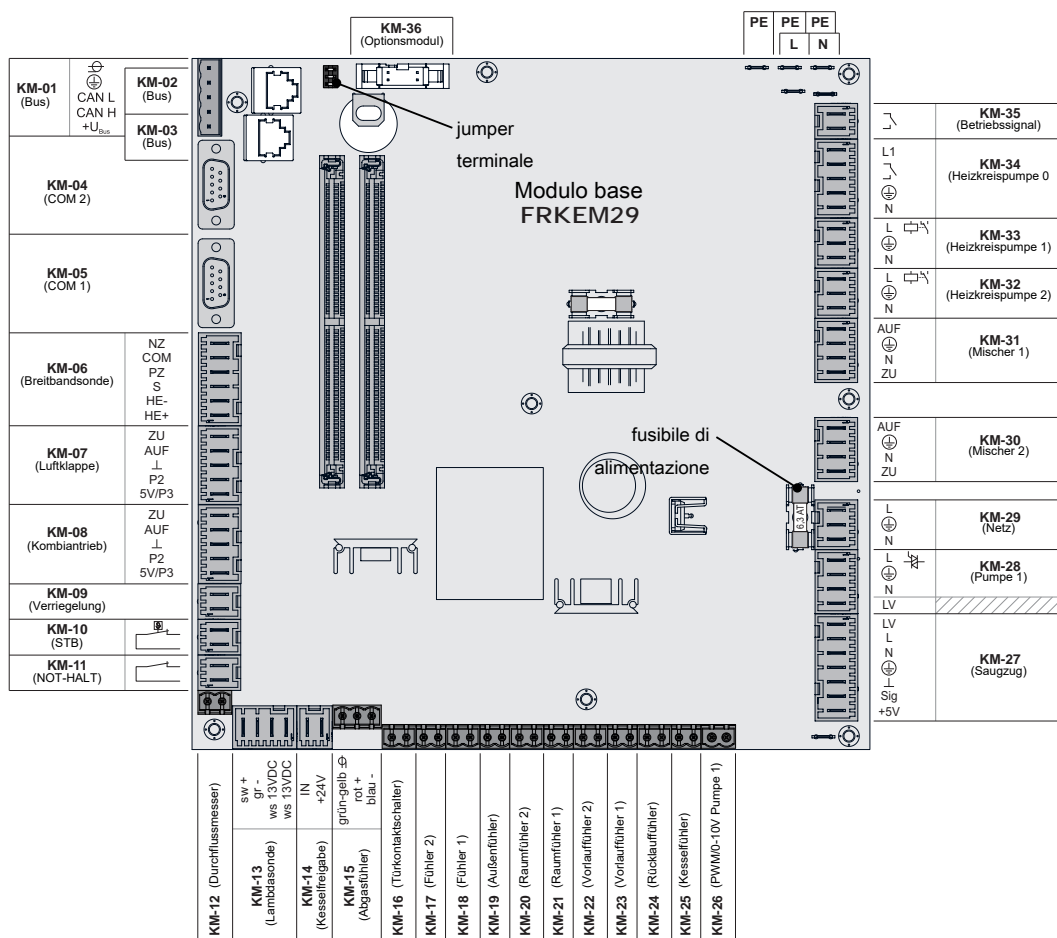 KM-36
(Optionsmodul)
PE PE PE
L N
KM-01
(Bus)
CAN L
CAN H
+U Bus
KM-02
(Bus)
KM-03
(Bus)
KM-04
(COM 2)
KM-05
(COM 1)
KM-06
(Breitbandsonde)
NZ
COM
PZ
S
HE-
HE+
KM-07
(Luftklappe)
ZU
AUF
⊥
P2
5V/P3
KM-08
(Kombiantrieb)
ZU
AUF
⊥
P2
5V/P3
KM-09
(Verriegelung)
KM-10
(STB)
KM-11
(NOT-HALT)
jumper
terminale
Modulo base
FRKEM29
fusibile di
alimentazione
6,3 AT
KM-35
(Betriebssignal)
L1
N
KM-34
(Heizkreispumpe 0
L
N
KM-33
(Heizkreispumpe 1)
L
N
KM-32
(Heizkreispumpe 2)
AUF
N
ZU
KM-31
(Mischer 1)
AUF
N
ZU
KM-30
(Mischer 2)
L
N
KM-29
(Netz)
L
N
LV
KM-28
(Pumpe 1)
LV
L
N
⊥
Sig
+5V
KM-27
(Saugzug)
KM-12 (Durchflussmesser)
sw +
gr -
ws 13VDC
ws 13VDC
KM-13
(Lambdasonde)
IN
+24V
KM-14
(Kesselfreigabe)
grün-gelb
rot +
blau -
KM-15
(Abgasfühler)
KM-16 (Türkontaktschalter)
KM-17 (Fühler 2)
KM-18 (Fühler 1)
KM-19 (Außenfühler)
KM-20 (Raumfühler 2)
KM-21 (Raumfühler 1)
KM-22 (Vorlauffühler 2)
KM-23 (Vorlauffühler 1)
KM-24 (Rücklauffühler)
KM-25 (Kesselfühler)
KM-26 (PWM/0-10V Pumpe 1)